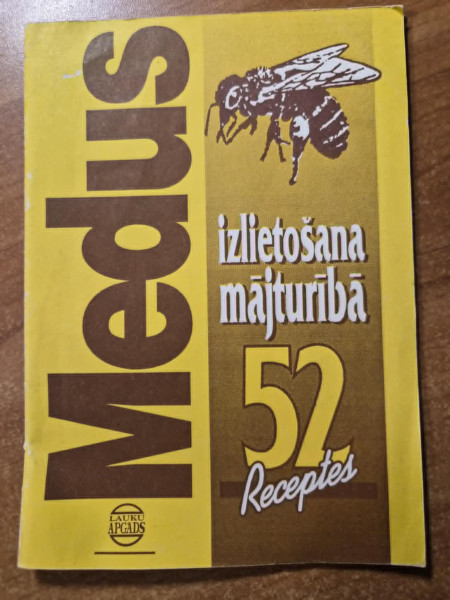 Medus
izlietošana
mājturībā
52
Receptes
LAUKU
APGADS